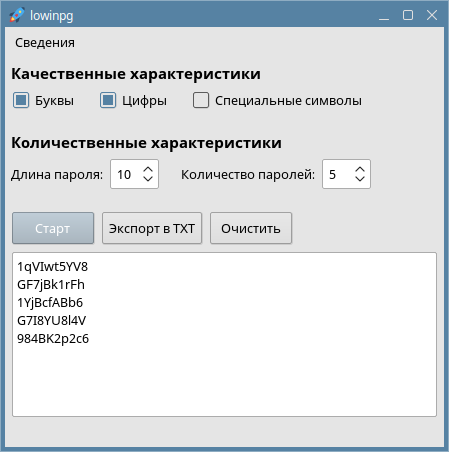 lowinpg
Сведения
Качественные характеристики
Буквы Цифры Специальные символы
Количественные характеристики
Длина пароля: 10 Количество паролей: 5
Старт Экспорт в TXT Очистить
1qVIwt5YV8
GF7jBk1rFh
1YjBcfABb6
G7I8YU8l4V
984BK2p2c6